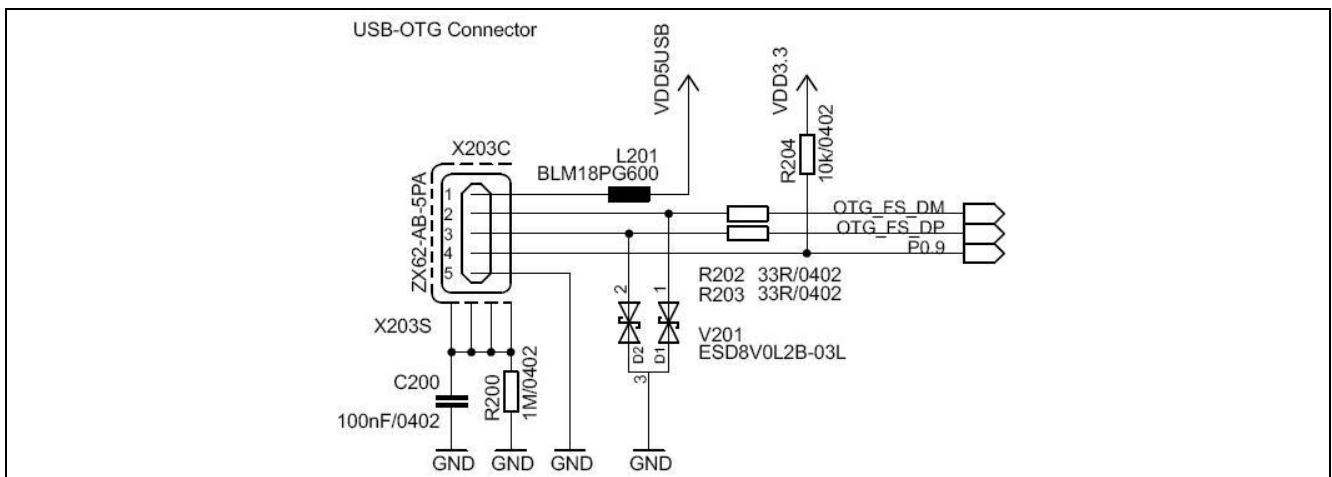 USB-OTG Connector
VDD5USB
VDD3.3
X203C
L201
BLM18PG600
R204
10k/0402
ZX62-AB-5PA
1
2
3
4
5
OTG_FS_DM
OTG_FS_DP
P0.9
R202 33R/0402
R203 33R/0402
X203S
2
1
V201
ESD8V0L2B-03L
D2
D1
3
C200
100nF/0402
R200
1M/0402
GND GND GND GND